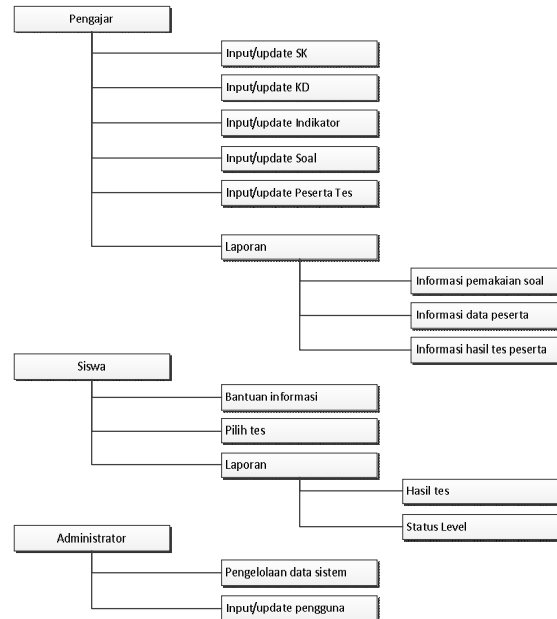 Pengajar
Input/update SK
Input/update KD
Input/update Indikator
Input/update Soal
Input/update Peserta Tes
Laporan
Informasi pemakaian soal
Informasi data peserta
Informasi hasil tes peserta
Siswa
Bantuan informasi
Pilih tes
Laporan
Hasil tes
Status Level
Administrator
Pengelolaan data sistem
Input/update pengguna